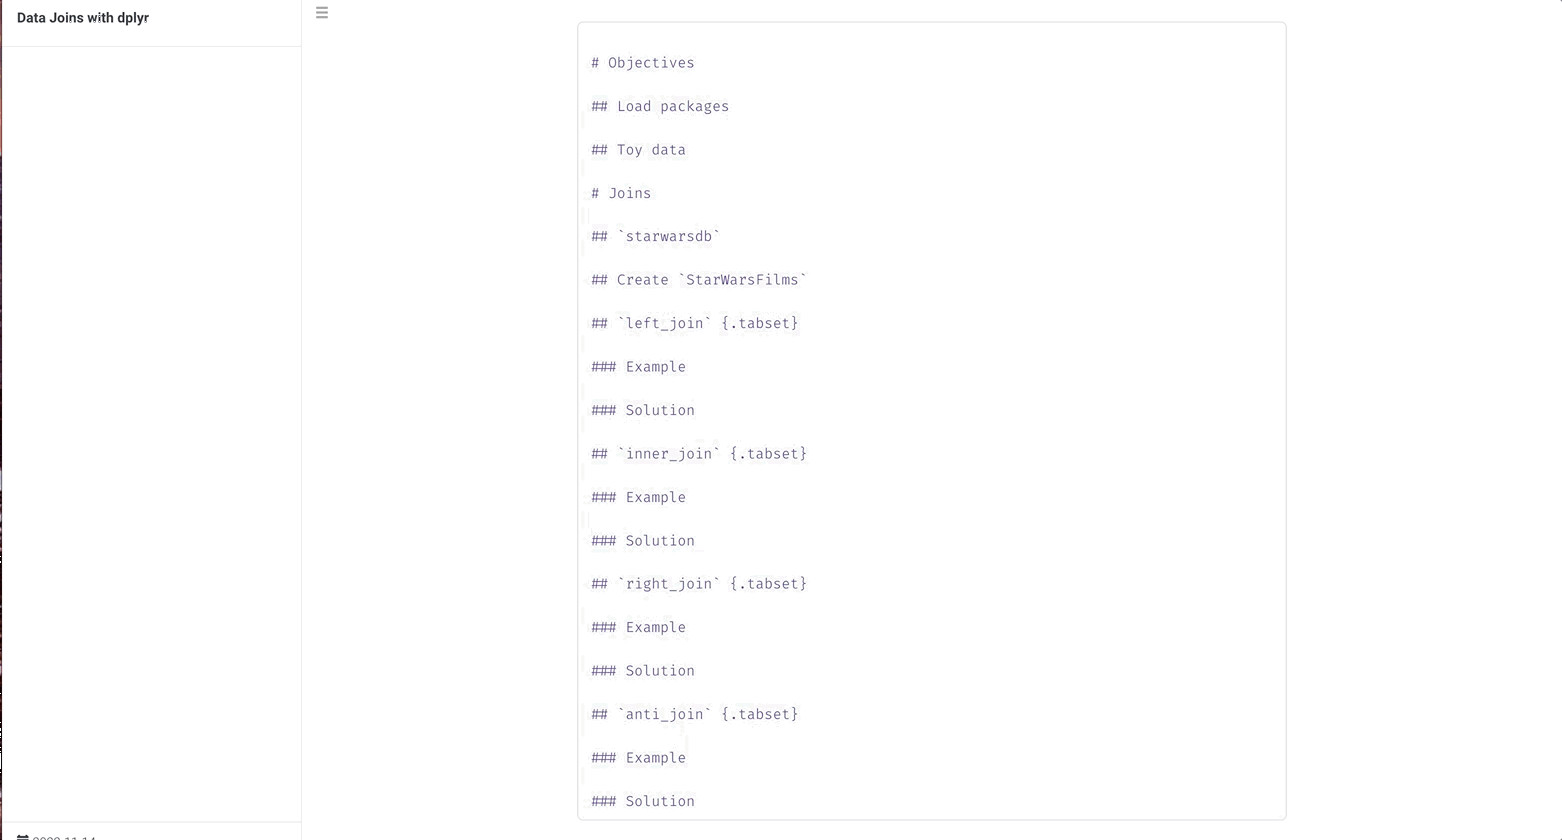 Data Joins with dplyr
# Objectives
## Load packages
## Toy data
# Joins
## `starwarsdb`
## Create `StarWarsFilms`
## `left_join` {.tabset}
### Example
### Solution
## `inner_join` {.tabset}
### Example
### Solution
## `right_join` {.tabset}
### Example
### Solution
## `anti_join` {.tabset}
### Example
### Solution